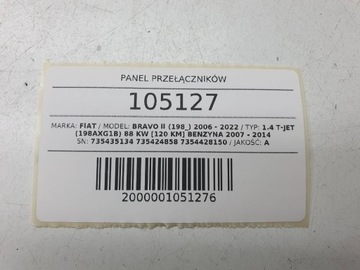 PANEL PRZEŁĄCZNIKÓW
105127
MARKA: FIAT / MODEL: BRAVO II (198_) 2006 - 2022 / TYP: 1.4 T-JET
(198AXG1B) 88 KW [120 KM] BENZYNA 2007 - 2014
SN: 735435134 735424858 7354428150 / JAKOŚĆ: A
2000001051276